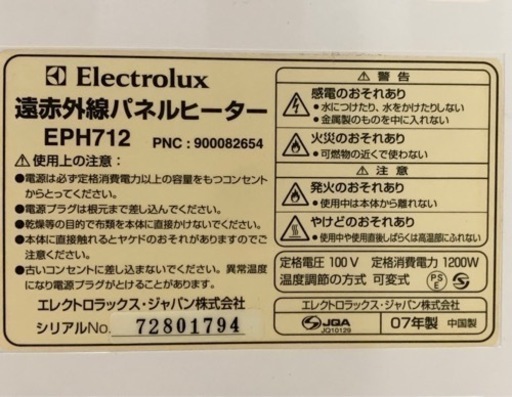 Electrolux
遠赤外線パネルヒーター
EPH712 PNC : 900082654
⚠使用上の注意:
●電源は必ず定格消費電力以上の容量をもつコンセント
からとってください。
●電源プラグは根元まで差し込んでください。
●乾燥等の目的で布類を本体に直接かけないでください。
●本体に直接触れるとヤケドのおそれがありますのでご
注意ください。
●古いコンセントに差し込まないでください。異常温度
になり電源プラグがとける事があります。
エレクトロラックス・ジャパン株式会社
シリアルNo. 72801794
⚠ 警告
感電のおそれあり
・水につけたり、水をかけたりしない
・金属製のものを中に入れない
火災のおそれあり
・可燃物の近くで使わない
⚠ 注意
発火のおそれあり
・使用中は本体から離れない
やけどのおそれあり
・使用中や使用直後しばらくは高温部にふれない
定格電圧 100V 定格消費電力 1200W
温度調節の方式 可変式
PS
E
エレクトロラックス・ジャパン株式会社
JQA
JQ10129
07年製 中国製